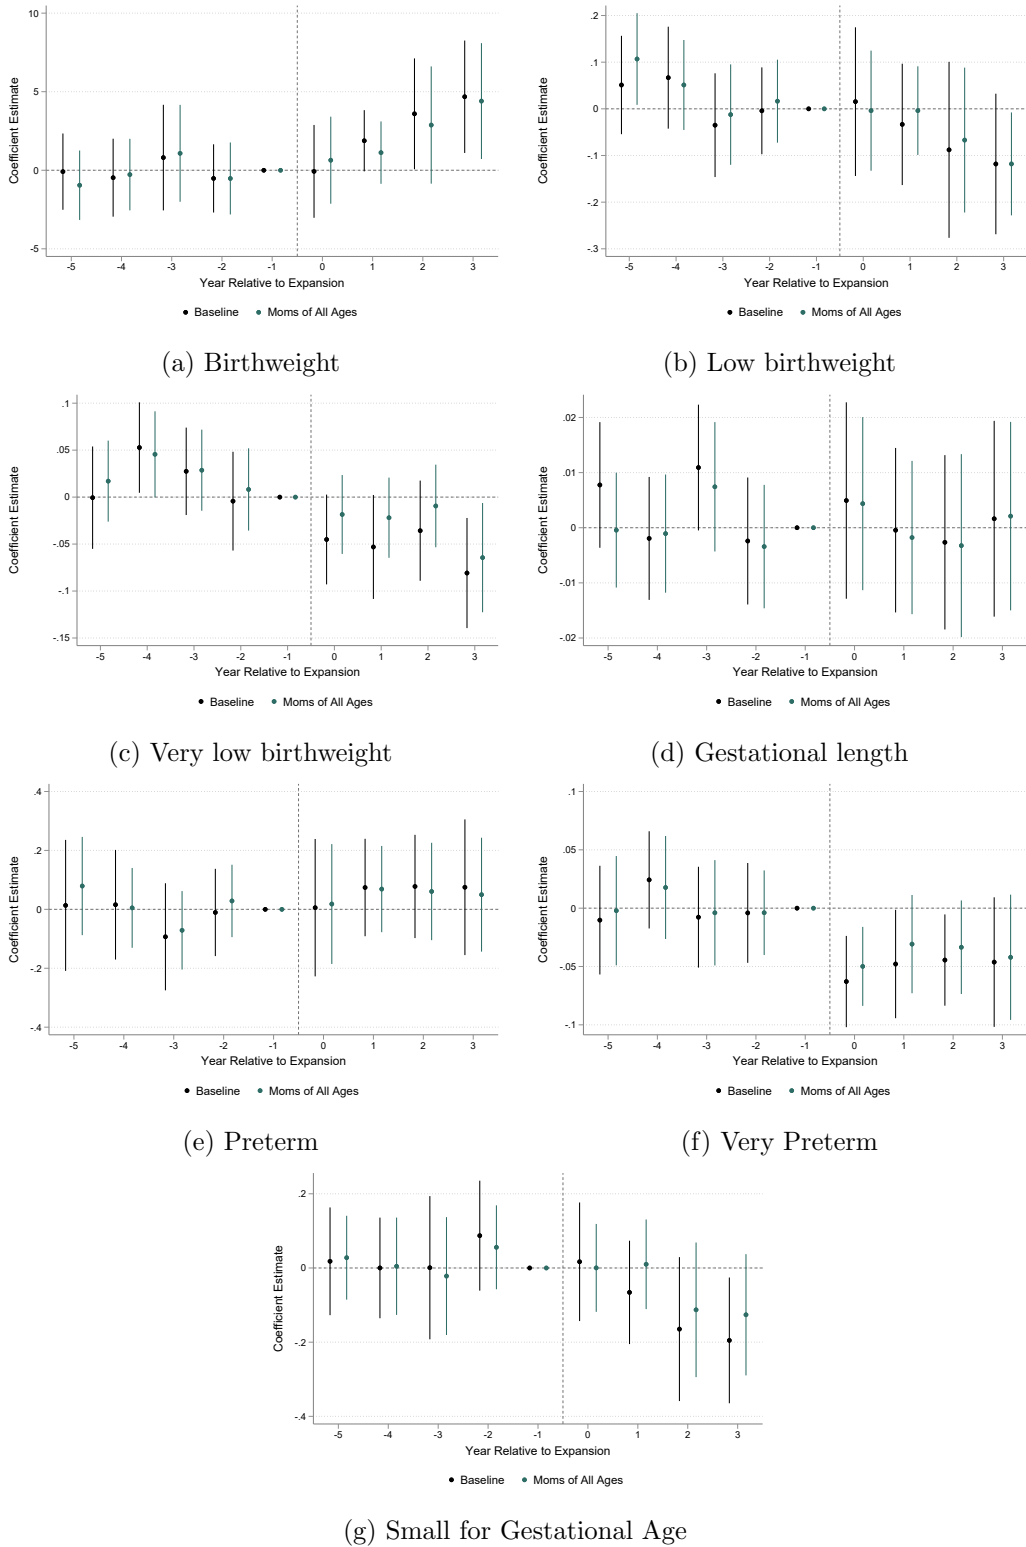 10
5
0
-5
Coefficient Estimate
-5 -4 -3 -2 -1 0 1 2 3
Year Relative to Expansion
Baseline Moms of All Ages
(a) Birthweight
.2
.1
0
-.1
-.2
-.3
Coefficient Estimate
-5 -4 -3 -2 -1 0 1 2 3
Year Relative to Expansion
Baseline Moms of All Ages
(b) Low birthweight
.1
.05
0
-.05
-.1
-.15
Coefficient Estimate
-5 -4 -3 -2 -1 0 1 2 3
Year Relative to Expansion
Baseline Moms of All Ages
(c) Very low birthweight
.02
.01
0
-.01
-.02
Coefficient Estimate
-5 -4 -3 -2 -1 0 1 2 3
Year Relative to Expansion
Baseline Moms of All Ages
(d) Gestational length
.4
.2
0
-.2
-.4
Coefficient Estimate
-5 -4 -3 -2 -1 0 1 2 3
Year Relative to Expansion
Baseline Moms of All Ages
(e) Preterm
.1
.05
0
-.05
-.1
Coefficient Estimate
-5 -4 -3 -2 -1 0 1 2 3
Year Relative to Expansion
Baseline Moms of All Ages
(f) Very Preterm
.2
0
-.2
-.4
Coefficient Estimate
-5 -4 -3 -2 -1 0 1 2 3
Year Relative to Expansion
Baseline Moms of All Ages
(g) Small for Gestational Age